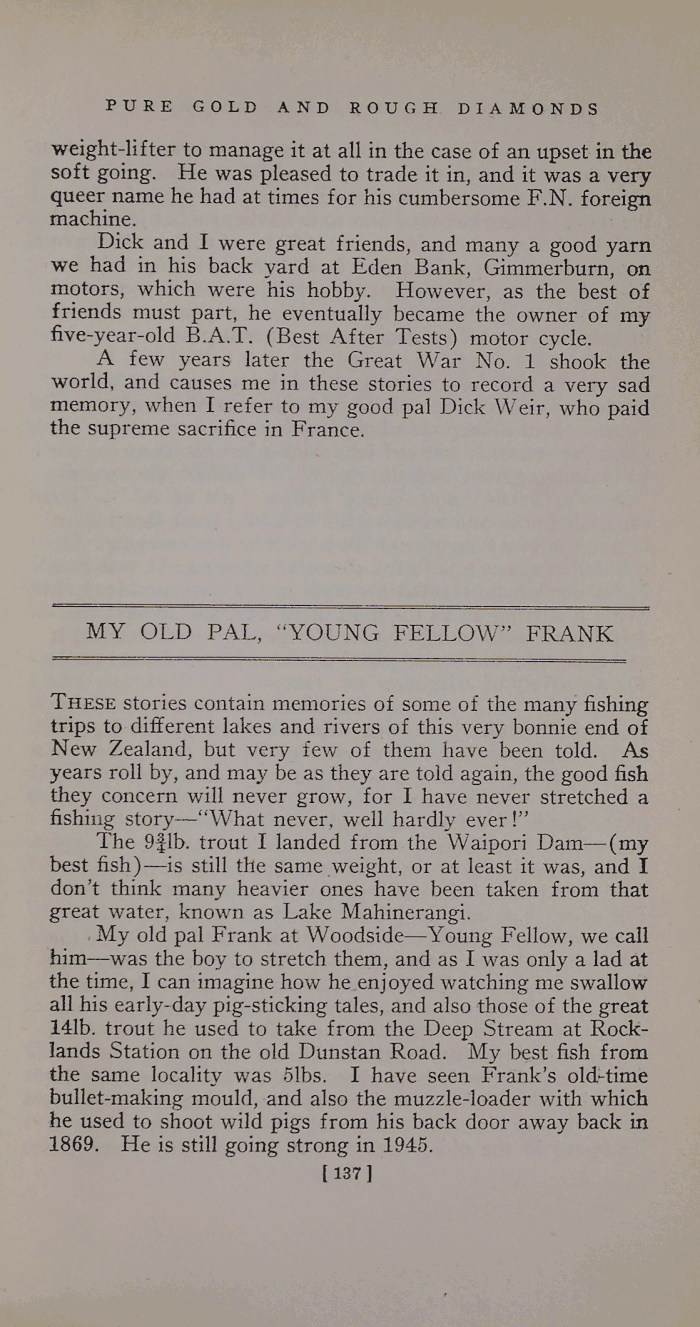 PURE GOLD AND ROUGH DIAMONDS
weight-lifter to manage it at all in the case of an upset in the
soft going. He was pleased to trade it in, and it was a very
queer name he had at times for his cumbersome F.N. foreign
machine.
Dick and I were great friends, and many a good yarn
we had in his back yard at Eden Bank, Gimmerburn, on
motors, which were his hobby. However, as the best of
friends must part, he eventually became the owner of my
five-year-old B.A.T. (Best After Tests) motor cycle.
A few years later the Great War No. 1 shook the
world, and causes me in these stories to record a very sad
memory, when I refer to my good pal Dick Weir, who paid
the supreme sacrifice in France.
MY OLD PAL, “YOUNG FELLOW” FRANK
THESE stories contain memories of some of the many fishing
trips to different lakes and rivers of this very bonnie end of
New Zealand, but very few of them have been told. As
years roll by, and may be as they are told again, the good fish
they concern will never grow, for I have never stretched a
fishing story—“What never, well hardly ever!”
The 9¾lb. trout I landed from the Waipori Dam—(my
best fish)—is still the same weight, or at least it was, and I
don’t think many heavier ones have been taken from that
great water, known as Lake Mahinerangi.
My old pal Frank at Woodside—Young Fellow, we call
him—was the boy to stretch them, and as I was only a lad at
the time, I can imagine how he enjoyed watching me swallow
all his early-day pig-sticking tales, and also those of the great
14lb. trout he used to take from the Deep Stream at Rock-
lands Station on the old Dunstan Road. My best fish from
the same locality was 5lbs. I have seen Frank’s old-time
bullet-making mould, and also the muzzle-loader with which
he used to shoot wild pigs from his back door away back in
1869. He is still going strong in 1945.
[ 137 ]